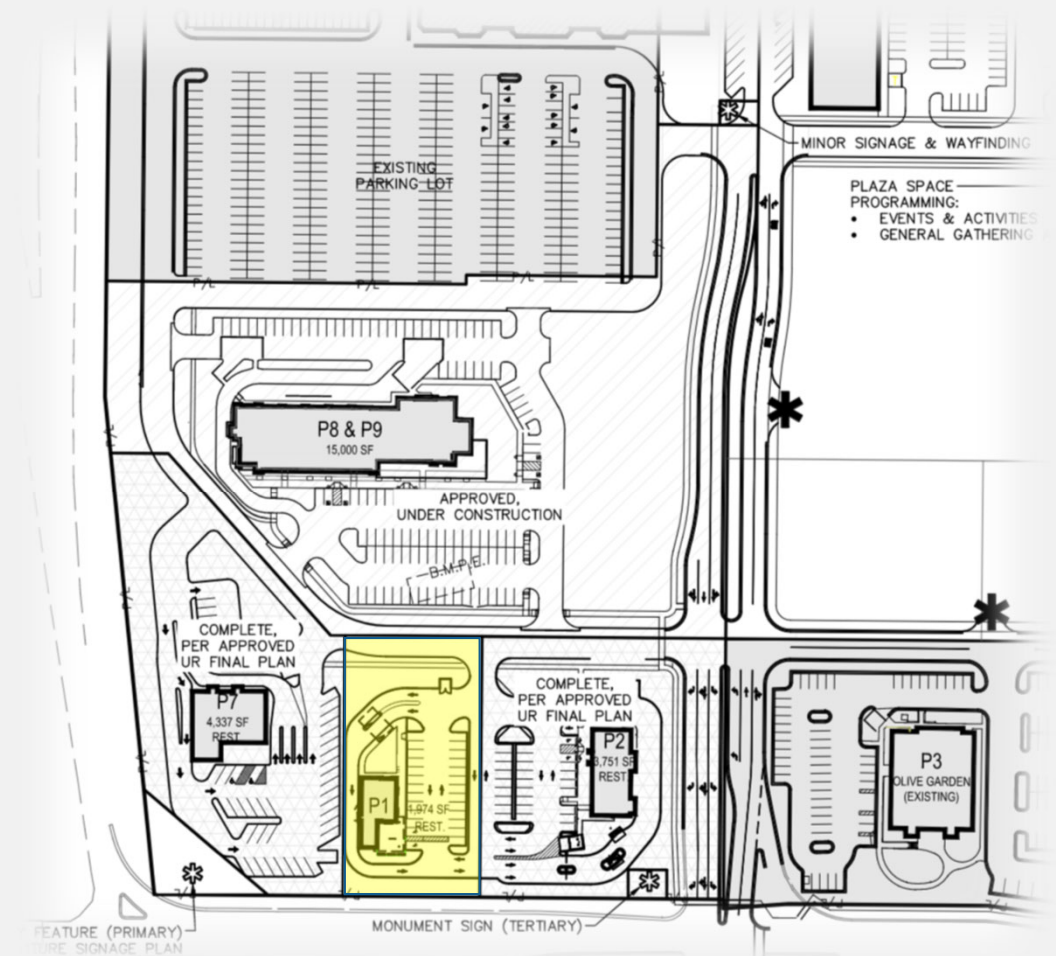 MINOR SIGNAGE & WAYFINDING
EXISTING
PARKING LOT
PLAZA SPACE
PROGRAMMING:
• EVENTS & ACTIVITIES
• GENERAL GATHERING
P/L
P/L
P/L
P/L
P/L
P8 & P9
15,000 SF
P/L
APPROVED,
UNDER CONSTRUCTION
B.M.P.E.
P/L
COMPLETE,
PER APPROVED
UR FINAL PLAN
COMPLETE,
PER APPROVED
UR FINAL PLAN
P7
4,337 SF
REST.
P2
3,751 SF
REST.
P3
OLIVE GARDEN
(EXISTING)
P/L
P1
1,974 SF
REST.
P/L
P/L
P/L
P/L
P/L
MONUMENT SIGN (TERTIARY)
FEATURE (PRIMARY)
SIGNAGE PLAN